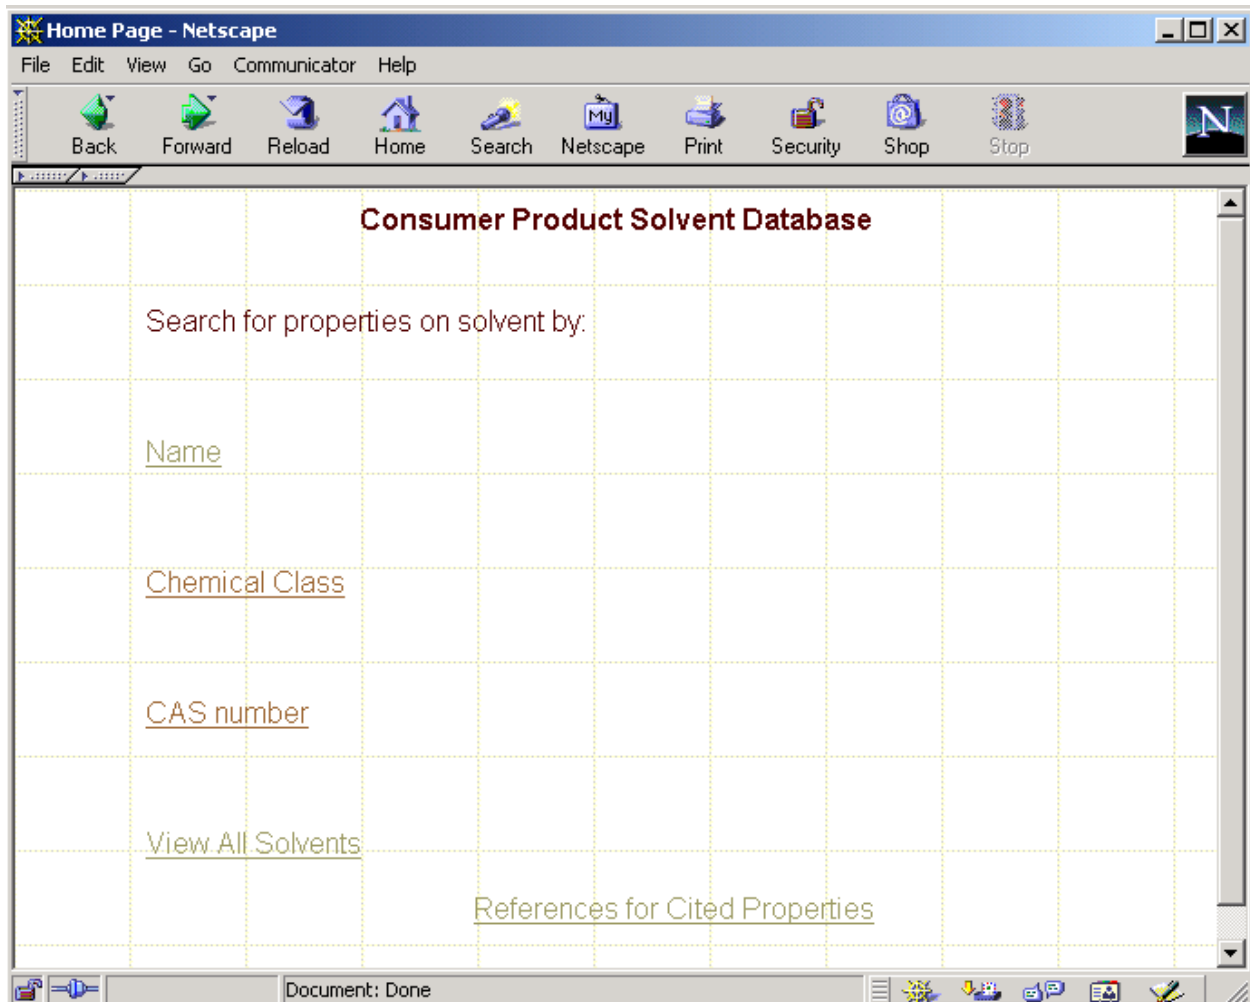 Home Page - Netscape
File Edit View Go Communicator Help
My N
Back Forward Reload Home Search Netscape Print Security Shop Stop
Consumer Product Solvent Database
Search for properties on solvent by:
Name
Chemical Class
CAS number
View All Solvents
References for Cited Properties
Document: Done